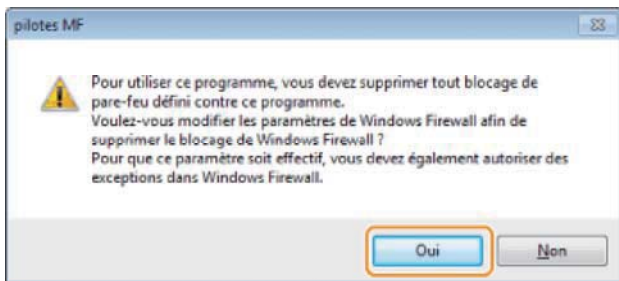 pilotes MF
Pour utiliser ce programme, vous devez supprimer tout blocage de
pare-feu défini contre ce programme.
Voulez-vous modifier les paramètres de Windows Firewall afin de
supprimer le blocage de Windows Firewall ?
Pour que ce paramètre soit effectif, vous devez également autoriser des
exceptions dans Windows Firewall.
Oui
Non